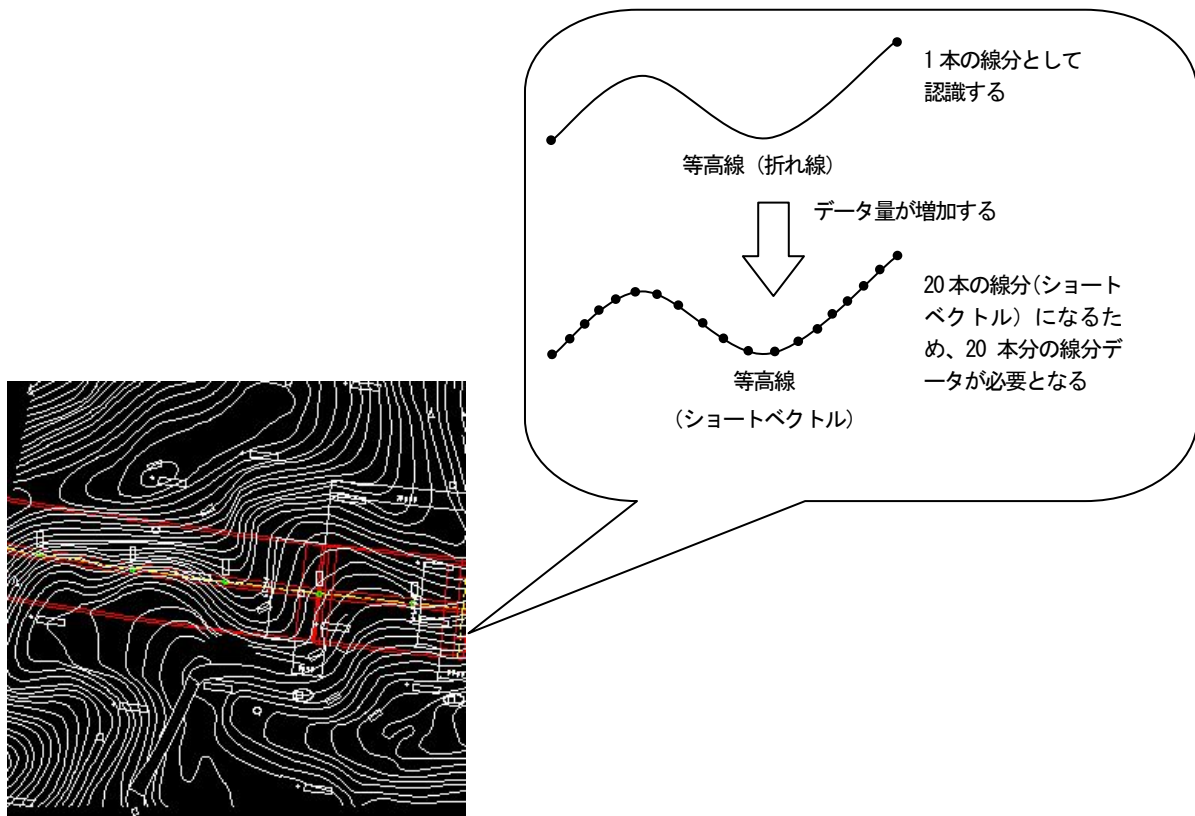 1本の線分として
認識する
等高線（折れ線）
データ量が増加する
20本の線分(ショート
ベクトル）になるた
め、20 本分の線分デ
ータが必要となる
等高線
（ショートベクトル）